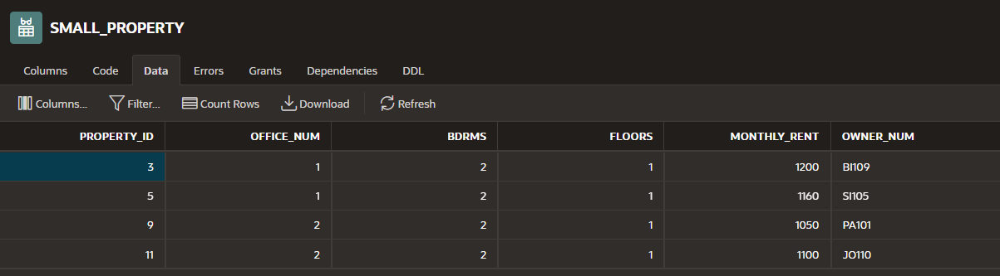 SMALL_PROPERTY
Columns Code Data Errors Grants Dependencies DDL
Columns... Filter... Count Rows Download Refresh
PROPERTY_ID OFFICE_NUM BDRMS FLOORS MONTHLY_RENT OWNER_NUM
3 1 2 1 1200 BI109
5 1 2 1 1160 SI105
9 2 2 1 1050 PA101
11 2 2 1 1100 JO110